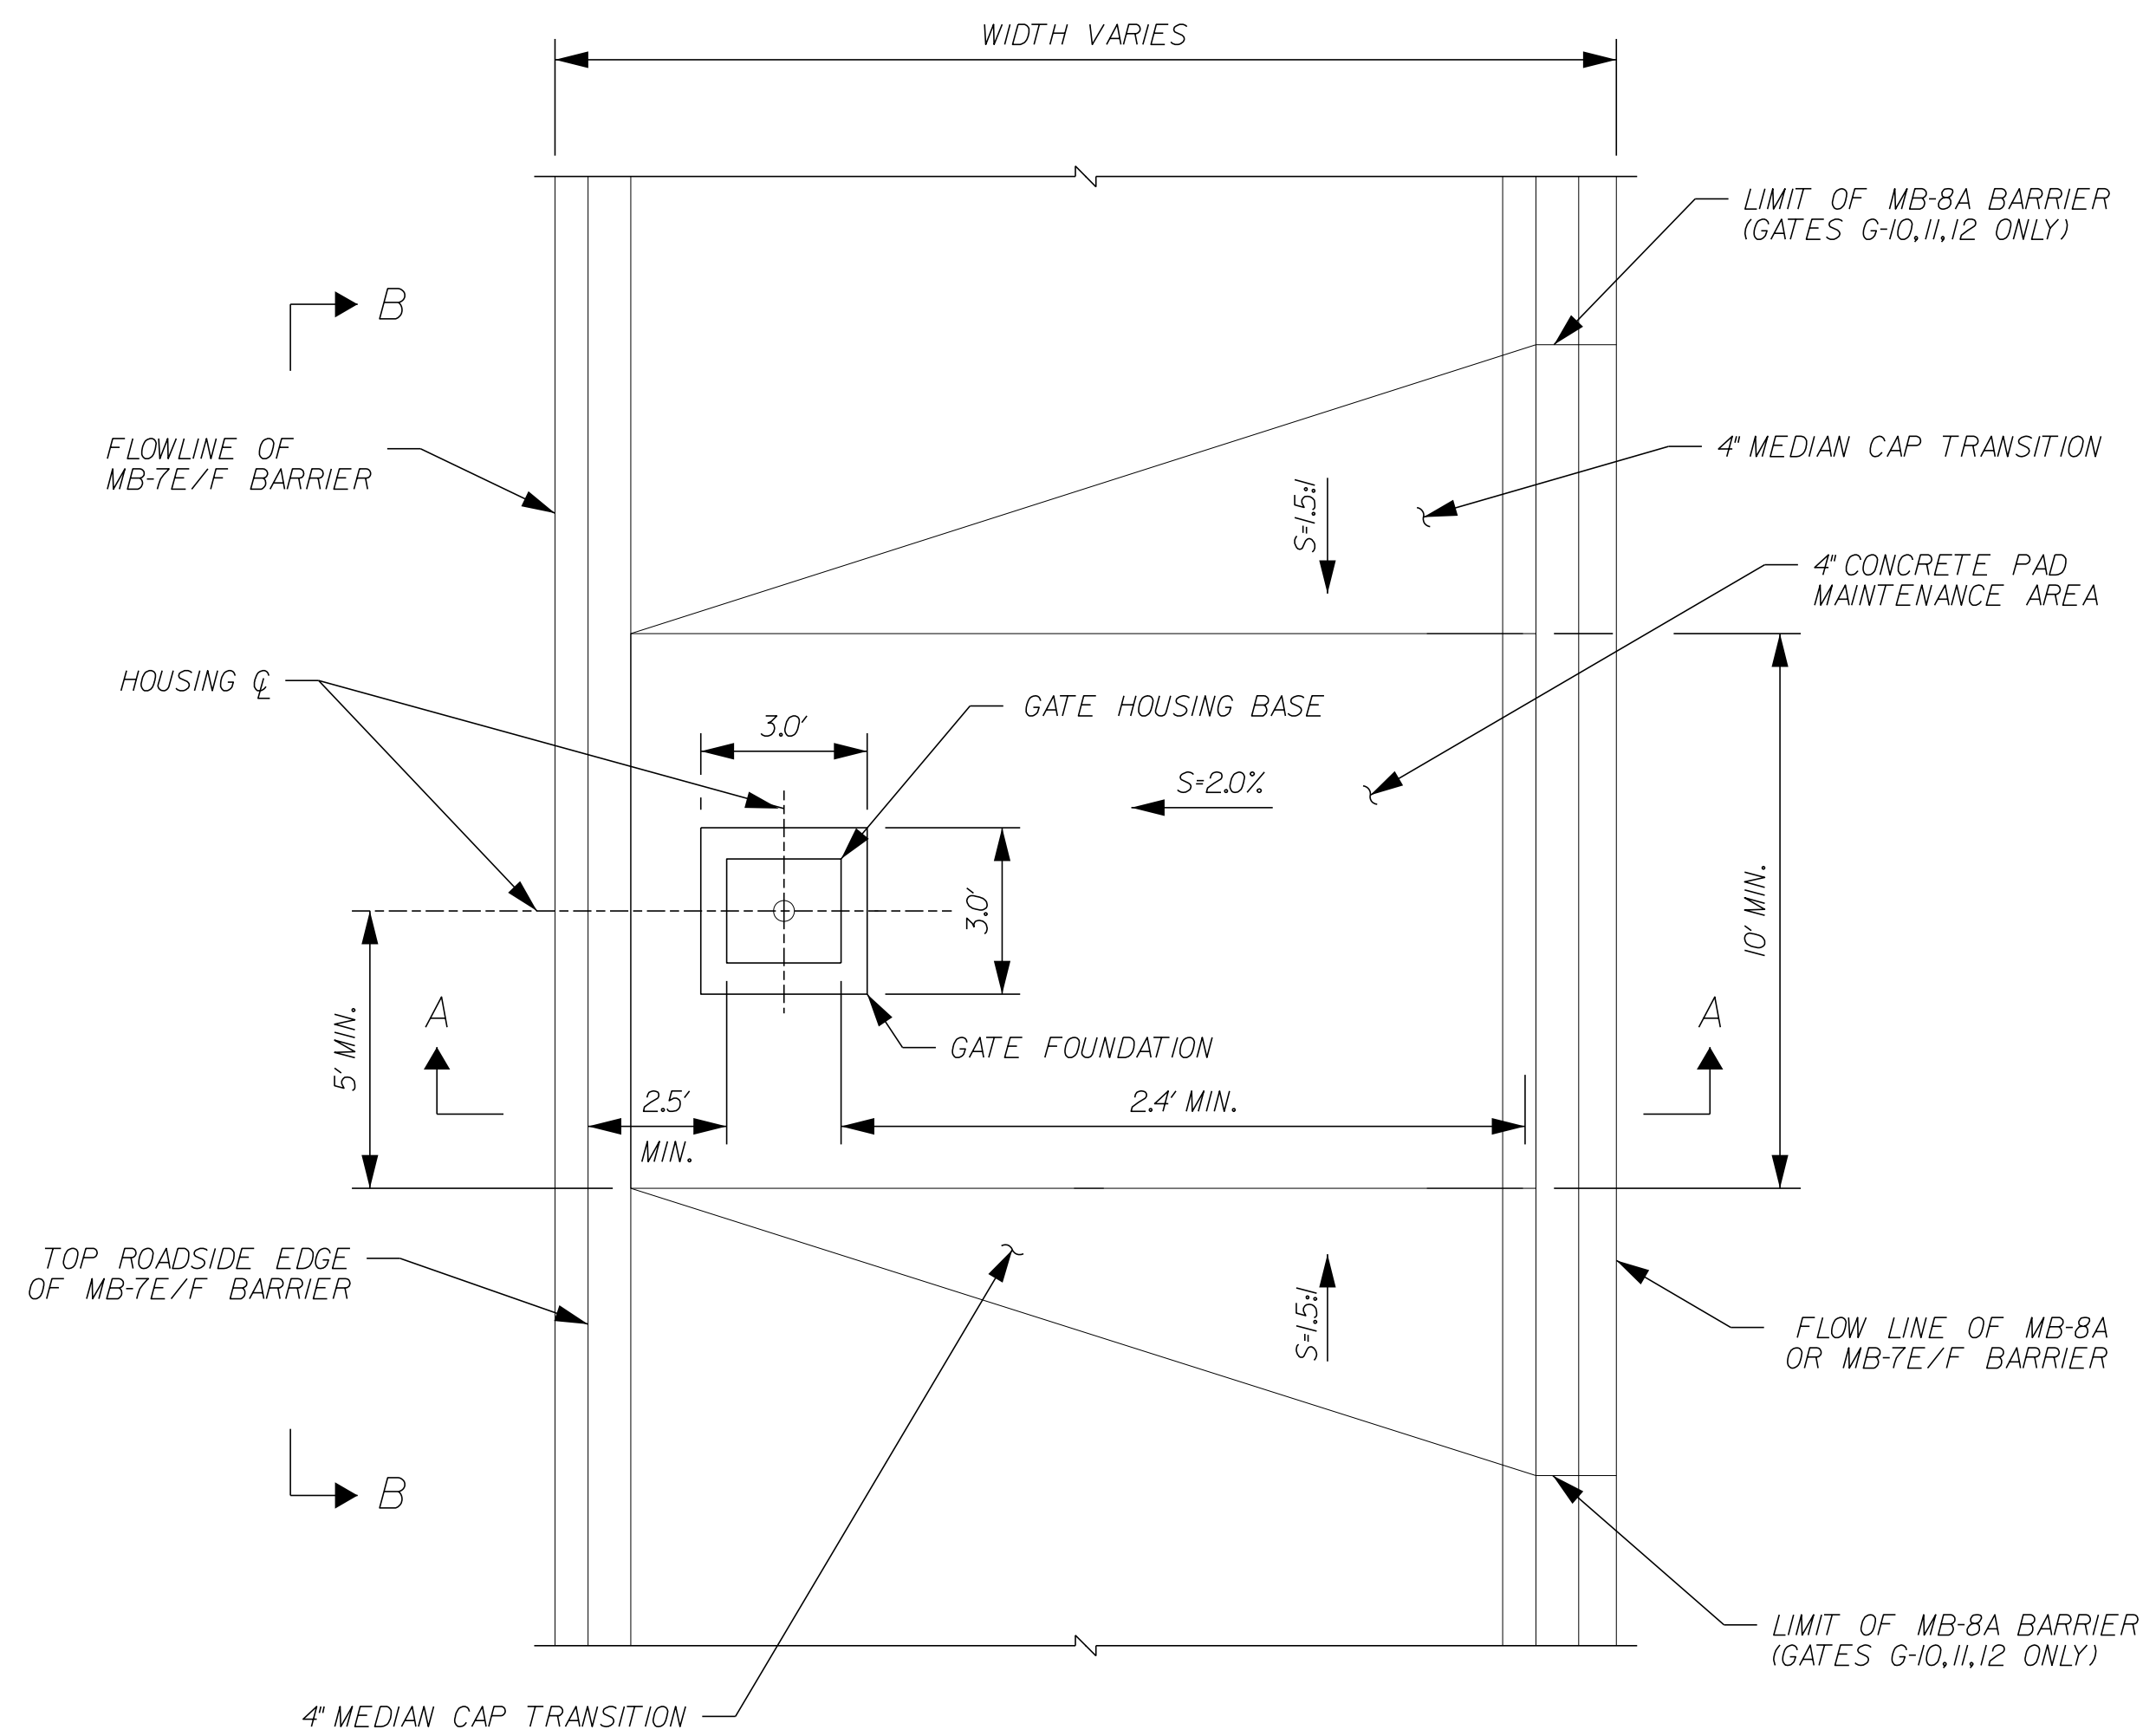 WIDTH VARIES
LIMIT OF MB-8A BARRIER
(GATES G-10,11,12 ONLY)
B
FLOWLINE OF
MB-7E/F BARRIER
4" MEDIAN CAP TRANSITION
S=1.5:1
4" CONCRETE PAD
MAINTENANCE AREA
HOUSING ℄
GATE HOUSING BASE
3.0'
S=2.0%
3.0'
10' MIN.
5' MIN.
A
A
GATE FOUNDATION
2.5'
MIN.
2.4' MIN.
TOP ROADSIDE EDGE
OF MB-7E/F BARRIER
S=1.5:1
FLOW LINE OF MB-8A
OR MB-7E/F BARRIER
B
LIMIT OF MB-8A BARRIER
(GATES G-10,11,12 ONLY)
4" MEDIAN CAP TRANSITION